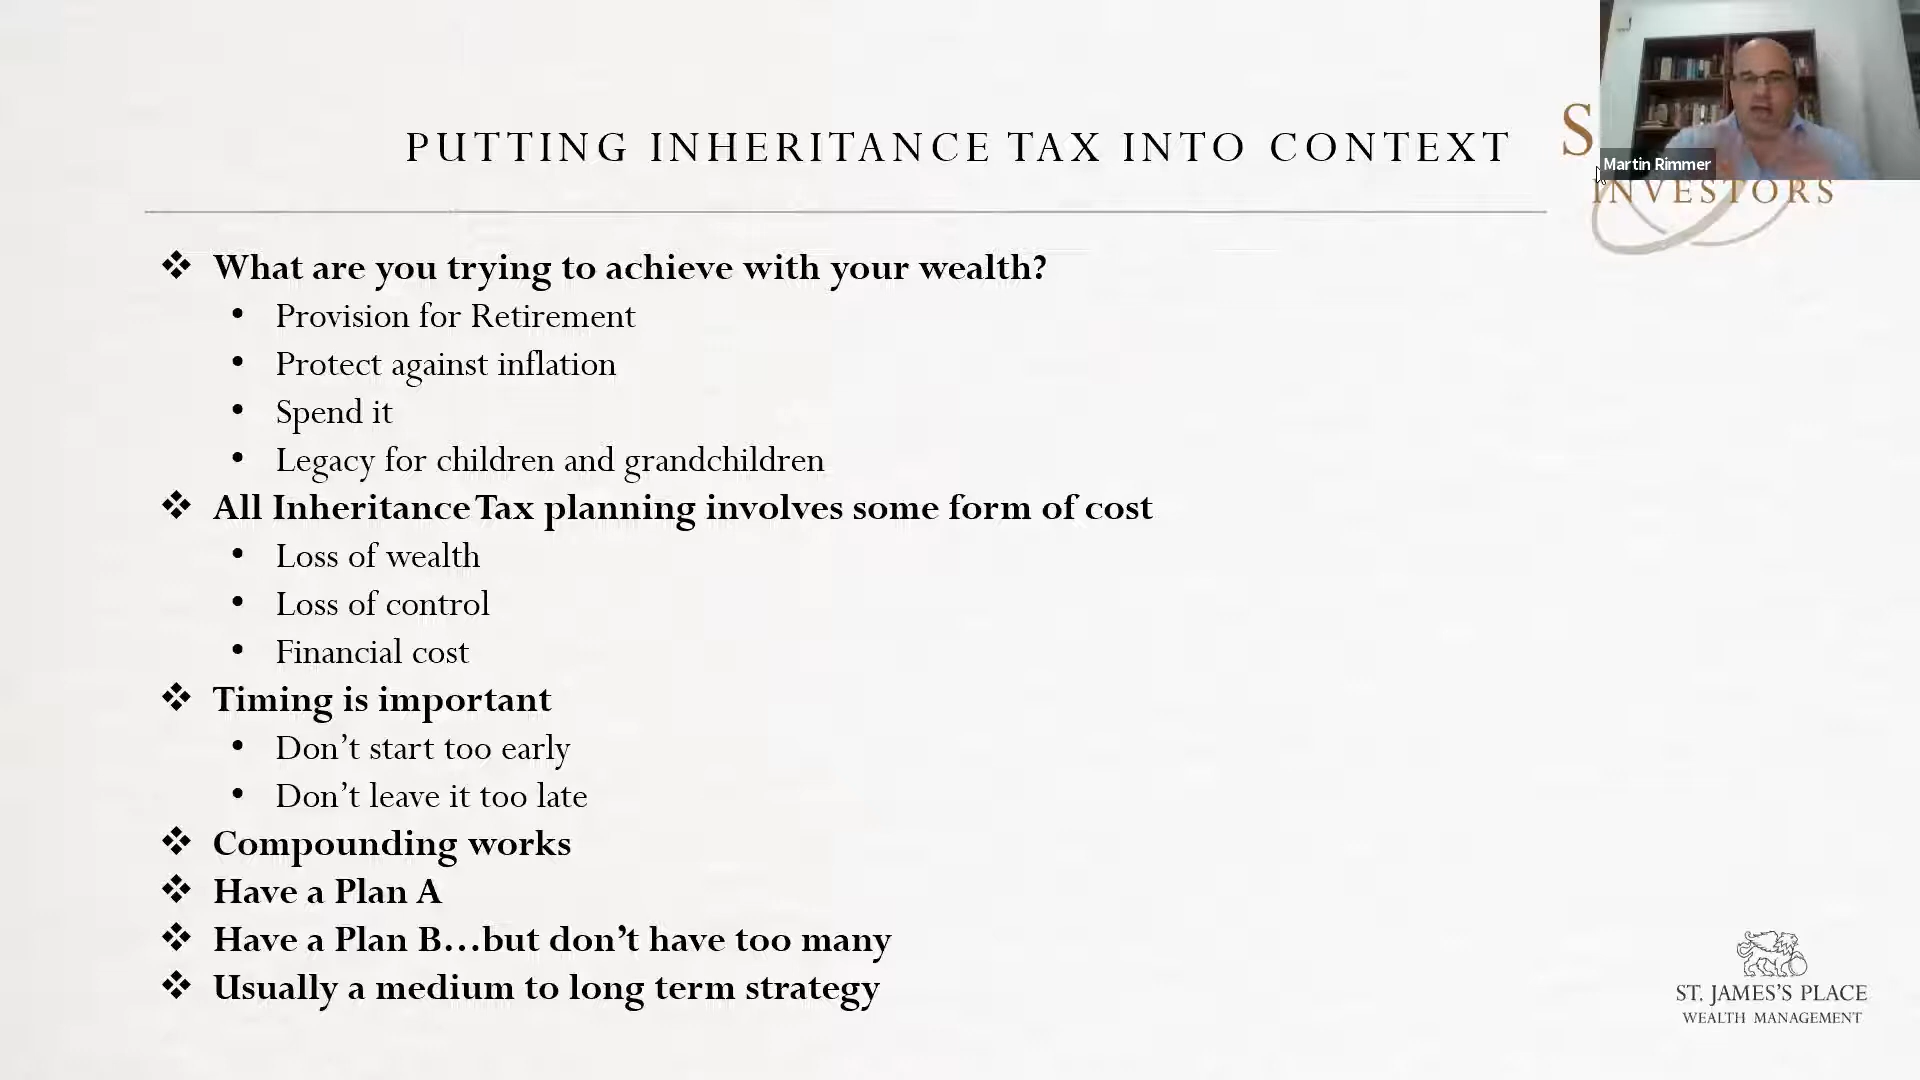 PUTTING INHERITANCE TAX INTO CONTEXT
S
INVESTORS
Martin Rimmer
What are you trying to achieve with your wealth?
Provision for Retirement
Protect against inflation
Spend it
Legacy for children and grandchildren
All Inheritance Tax planning involves some form of cost
Loss of wealth
Loss of control
Financial cost
Timing is important
Don’t start too early
Don’t leave it too late
Compounding works
Have a Plan A
Have a Plan B…but don’t have too many
Usually a medium to long term strategy
ST. JAMES’S PLACE
WEALTH MANAGEMENT